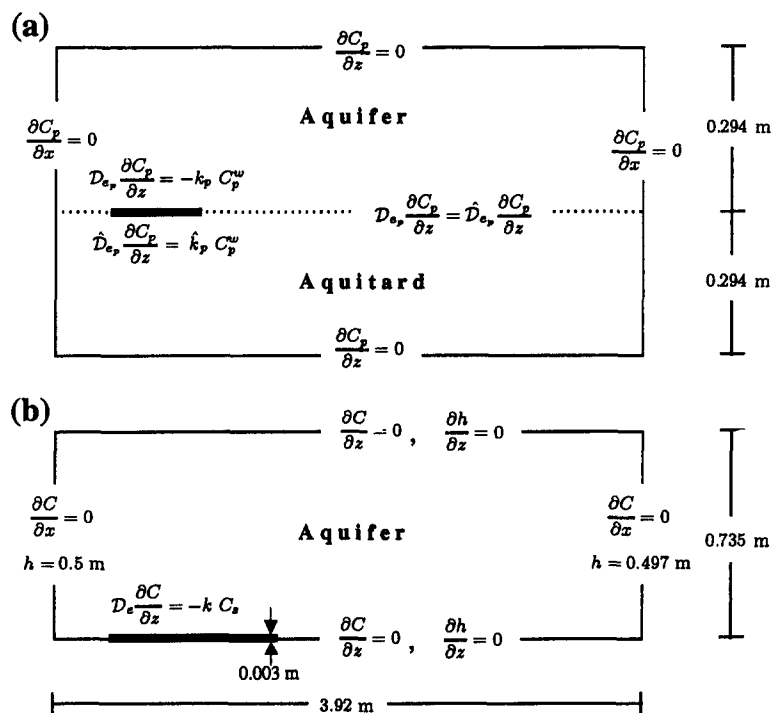 (a)
∂C_p/∂z = 0
Aquifer
∂C_p/∂x = 0
∂C_p/∂x = 0
0.294 m
𝒟_{e_p} ∂C_p/∂z = -k_p C_p^w
𝒟_{e_p} ∂C_p/∂z = 𝒟̂_{e_p} ∂C_p/∂z
𝒟̂_{e_p} ∂C_p/∂z = k̂_p C_p^w
Aquitard
0.294 m
∂C_p/∂z = 0
(b)
∂C/∂z = 0 , ∂h/∂z = 0
∂C/∂x = 0
Aquifer
∂C/∂x = 0
0.735 m
h = 0.5 m
h = 0.497 m
𝒟_e ∂C/∂z = -k C_s
∂C/∂z = 0 , ∂h/∂z = 0
0.003 m
3.92 m